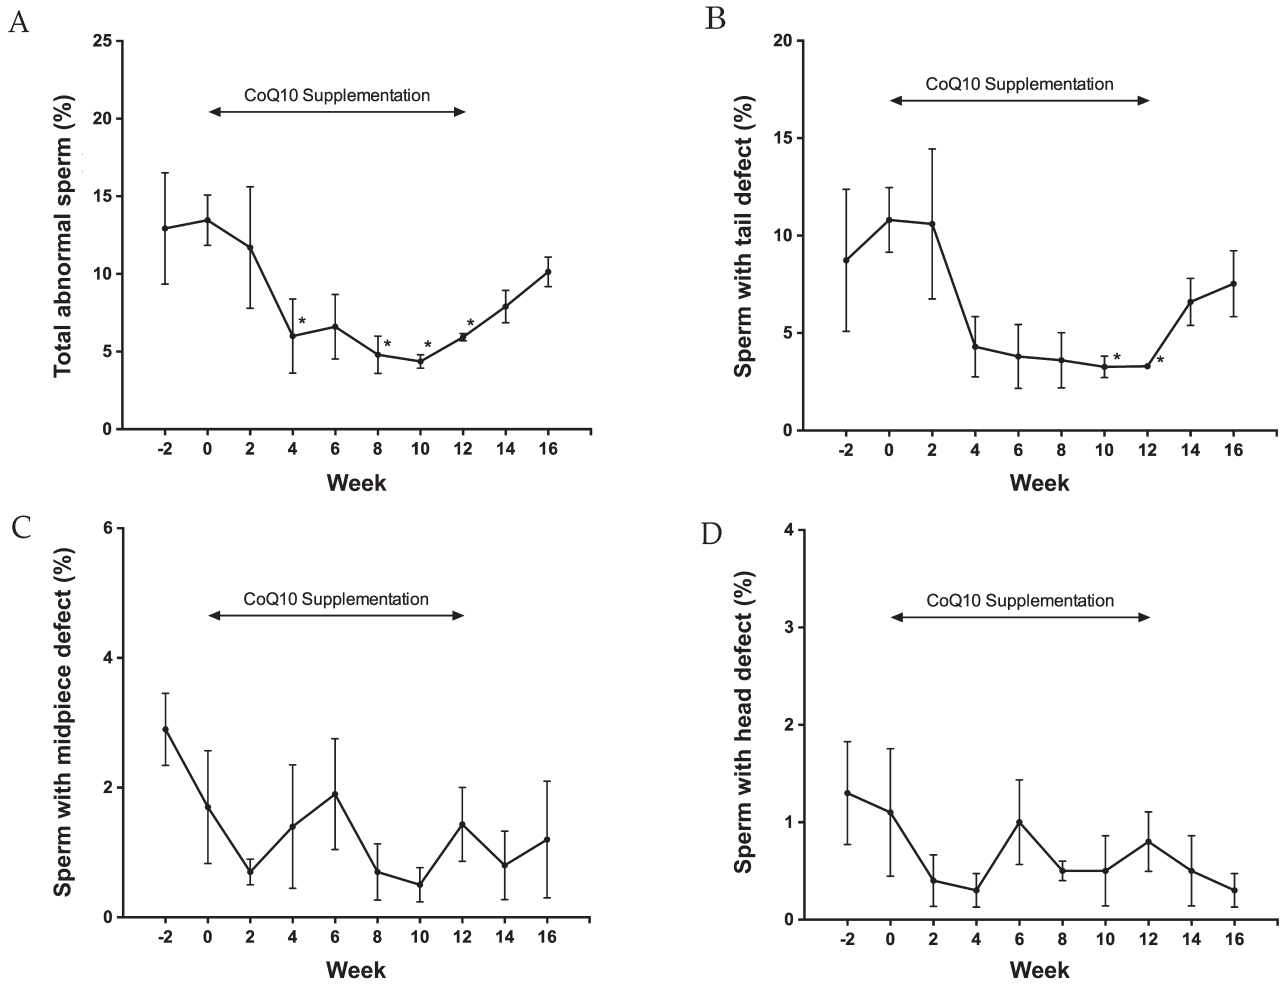 A
Total abnormal sperm (%)
25
20
15
10
5
0
CoQ10 Supplementation
*
*
*
*
-2 0 2 4 6 8 10 12 14 16
Week
B
Sperm with tail defect (%)
20
15
10
5
0
CoQ10 Supplementation
*
*
-2 0 2 4 6 8 10 12 14 16
Week
C
Sperm with midpiece defect (%)
6
4
2
0
CoQ10 Supplementation
-2 0 2 4 6 8 10 12 14 16
Week
D
Sperm with head defect (%)
4
3
2
1
0
CoQ10 Supplementation
-2 0 2 4 6 8 10 12 14 16
Week